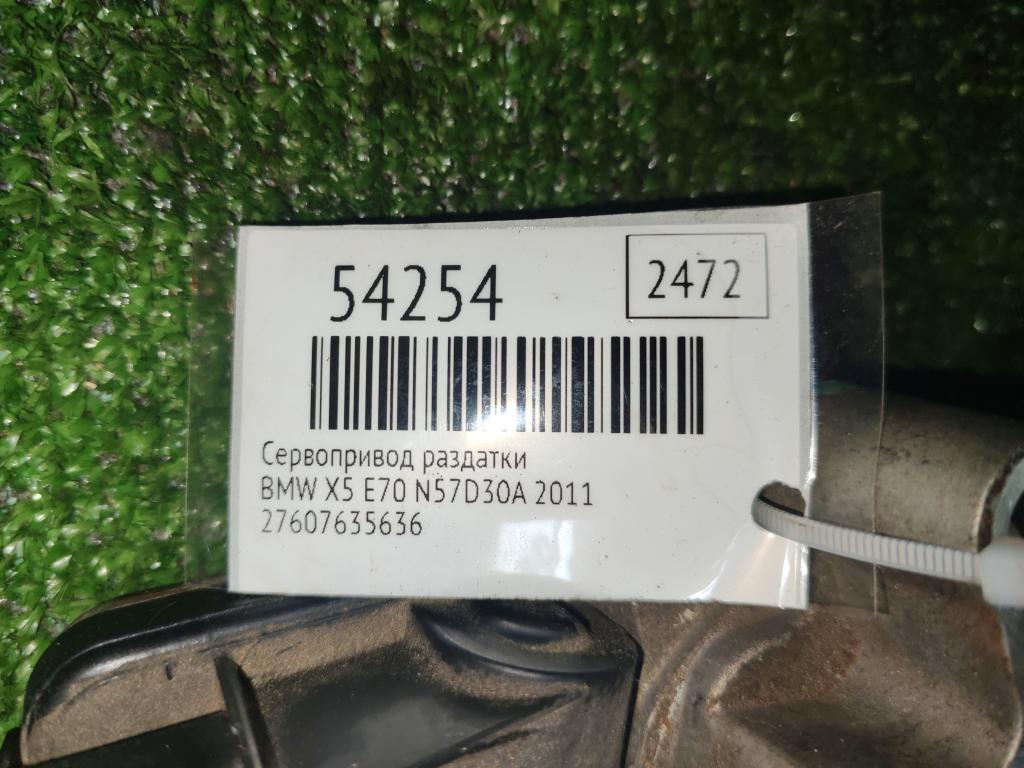 54254
2472
Сервопривод раздатки
BMW X5 E70 N57D30A 2011
27607635636